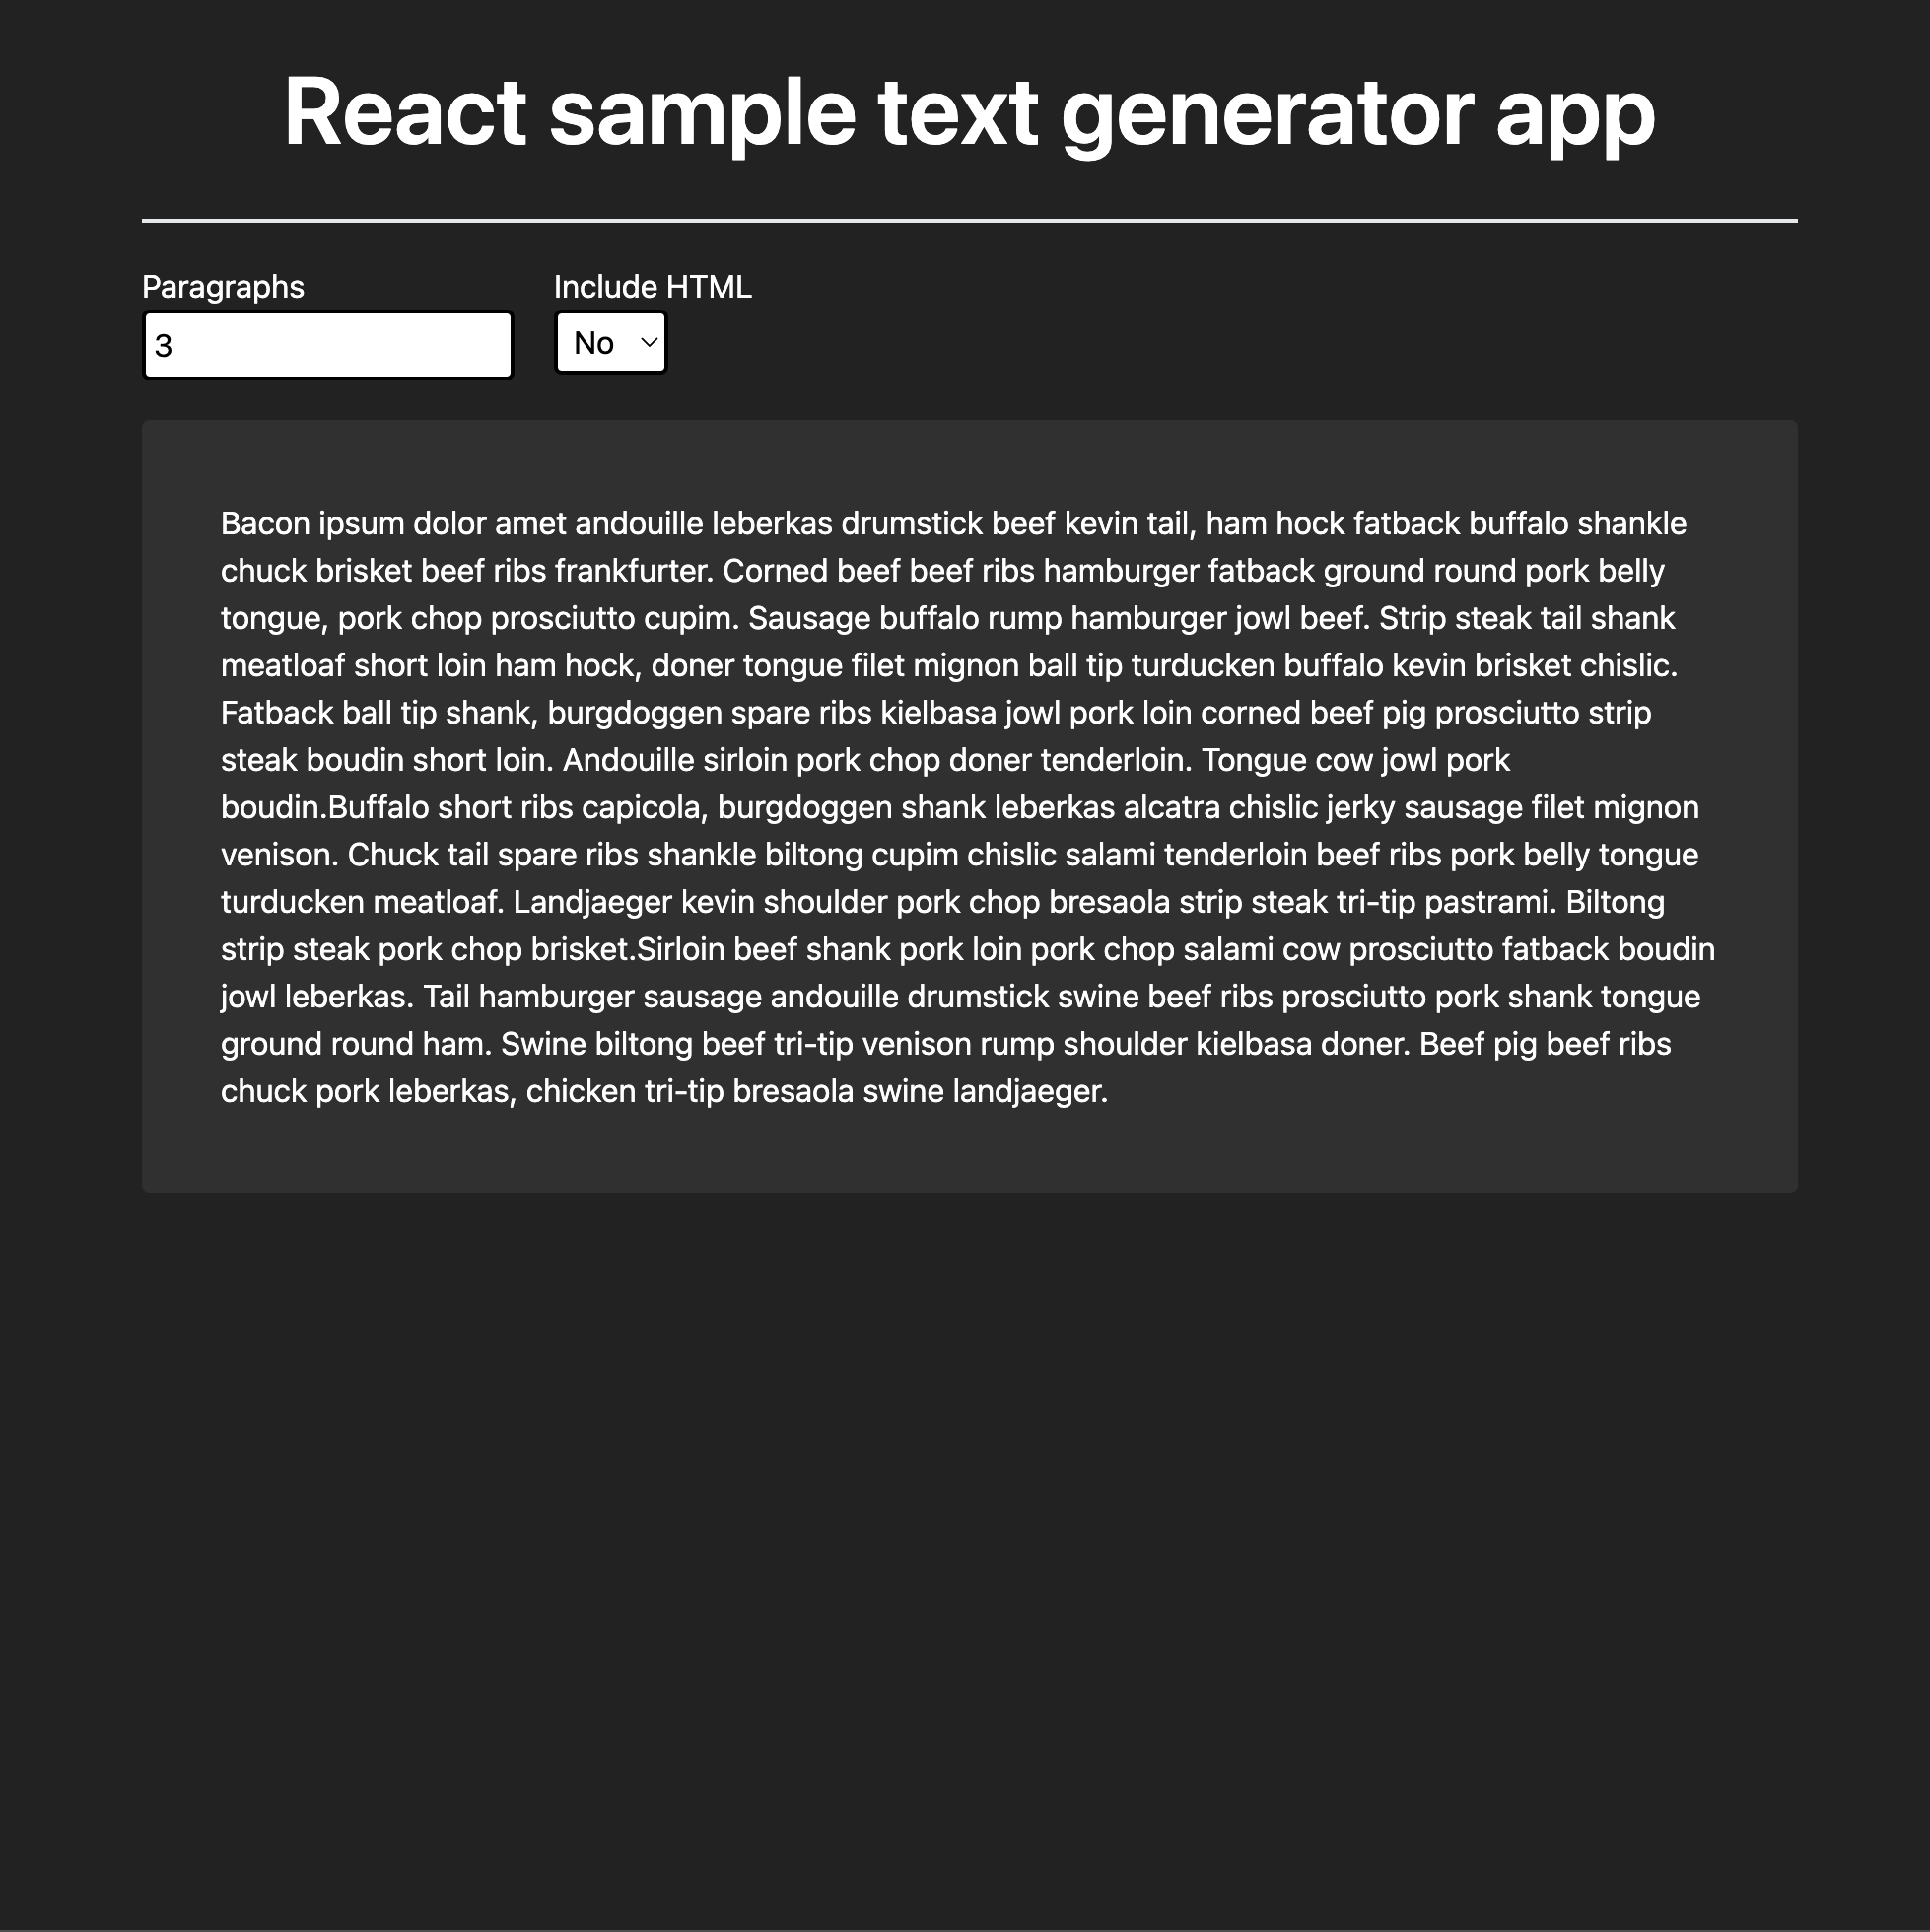 React sample text generator app
Paragraphs
Include HTML
3
No
Bacon ipsum dolor amet andouille leberkas drumstick beef kevin tail, ham hock fatback buffalo shankle
chuck brisket beef ribs frankfurter. Corned beef beef ribs hamburger fatback ground round pork belly
tongue, pork chop prosciutto cupim. Sausage buffalo rump hamburger jowl beef. Strip steak tail shank
meatloaf short loin ham hock, doner tongue filet mignon ball tip turducken buffalo kevin brisket chislic.
Fatback ball tip shank, burgdoggen spare ribs kielbasa jowl pork loin corned beef pig prosciutto strip
steak boudin short loin. Andouille sirloin pork chop doner tenderloin. Tongue cow jowl pork
boudin.Buffalo short ribs capicola, burgdoggen shank leberkas alcatra chislic jerky sausage filet mignon
venison. Chuck tail spare ribs shankle biltong cupim chislic salami tenderloin beef ribs pork belly tongue
turducken meatloaf. Landjaeger kevin shoulder pork chop bresaola strip steak tri-tip pastrami. Biltong
strip steak pork chop brisket.Sirloin beef shank pork loin pork chop salami cow prosciutto fatback boudin
jowl leberkas. Tail hamburger sausage andouille drumstick swine beef ribs prosciutto pork shank tongue
ground round ham. Swine biltong beef tri-tip venison rump shoulder kielbasa doner. Beef pig beef ribs
chuck pork leberkas, chicken tri-tip bresaola swine landjaeger.